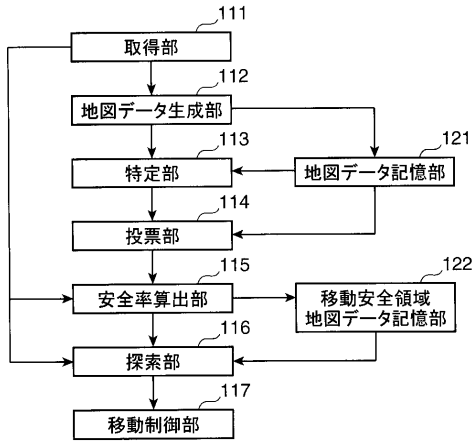 111
取得部
112
地図データ生成部
113
特定部
121
地図データ記憶部
114
投票部
115
安全率算出部
122
移動安全領域
地図データ記憶部
116
探索部
117
移動制御部